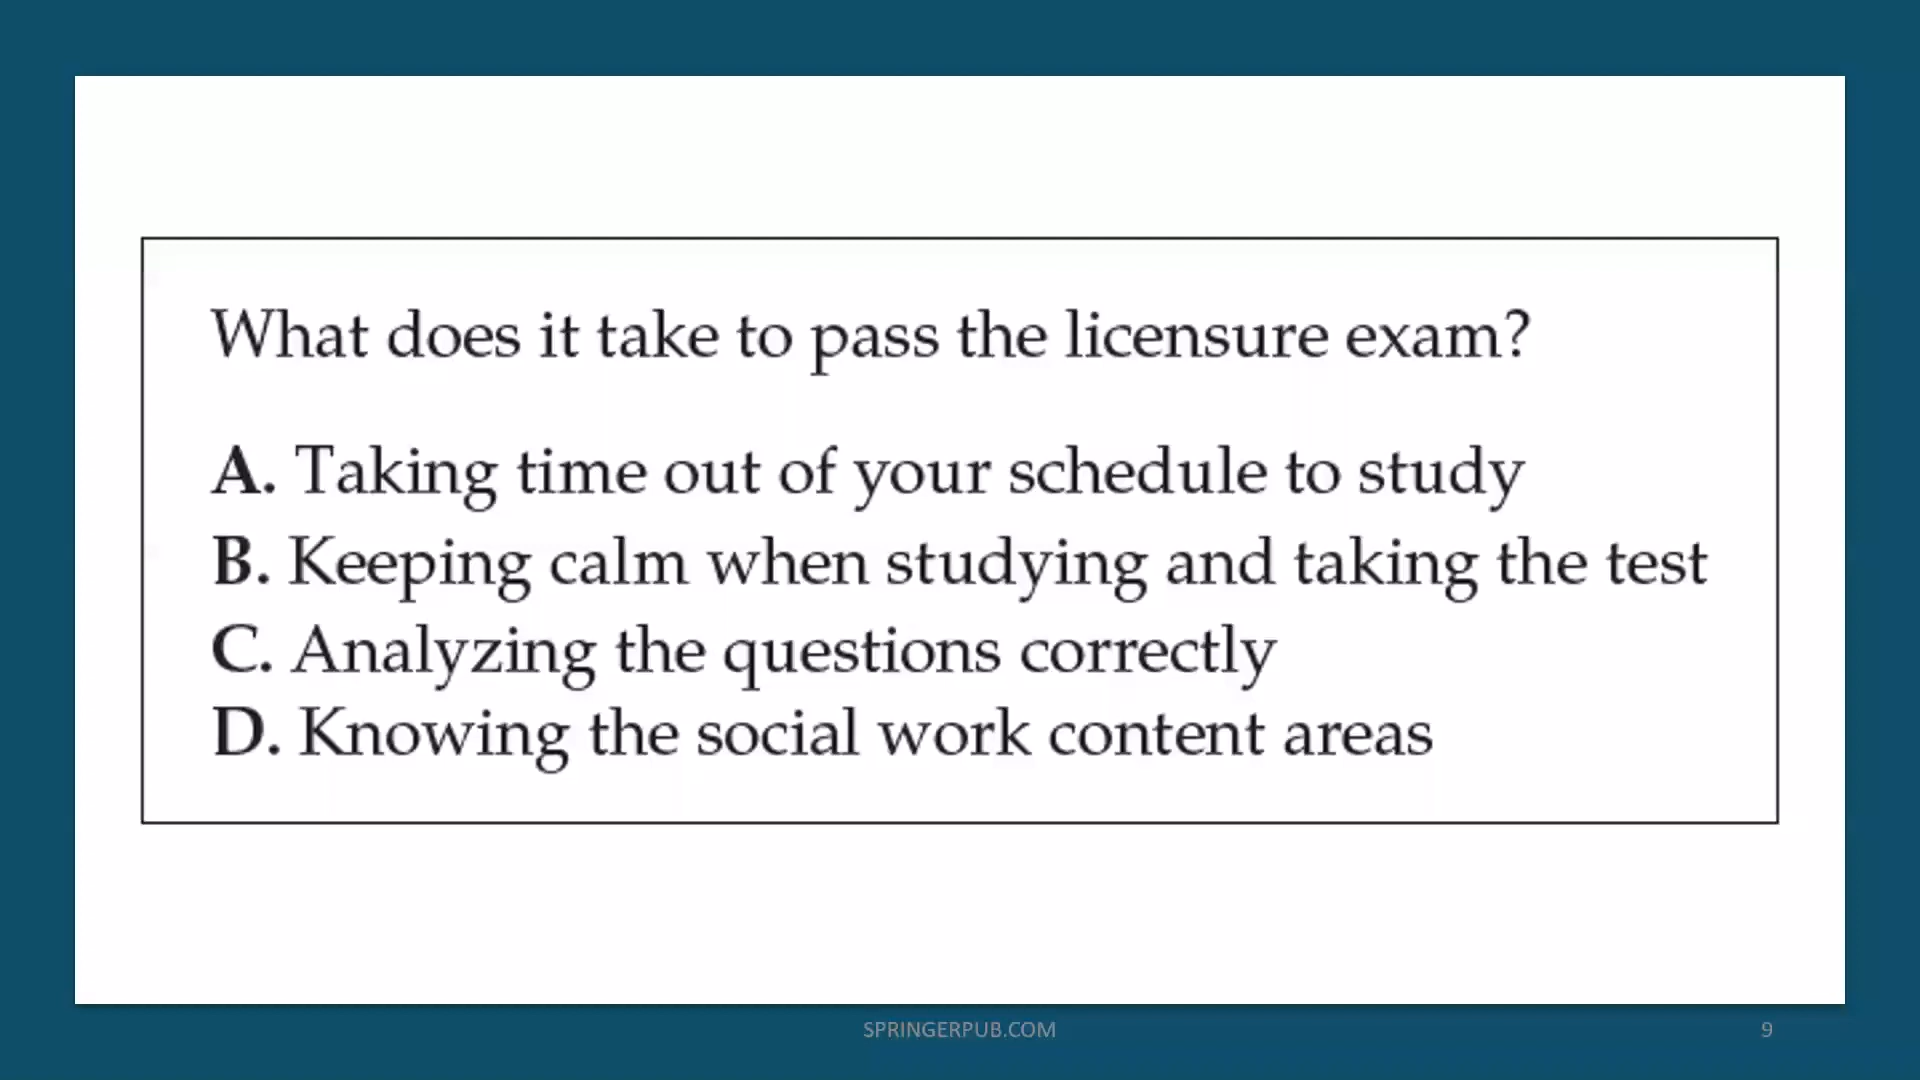 What does it take to pass the licensure exam?
A. Taking time out of your schedule to study
B. Keeping calm when studying and taking the test
C. Analyzing the questions correctly
D. Knowing the social work content areas
SPRINGERPUB.COM
9